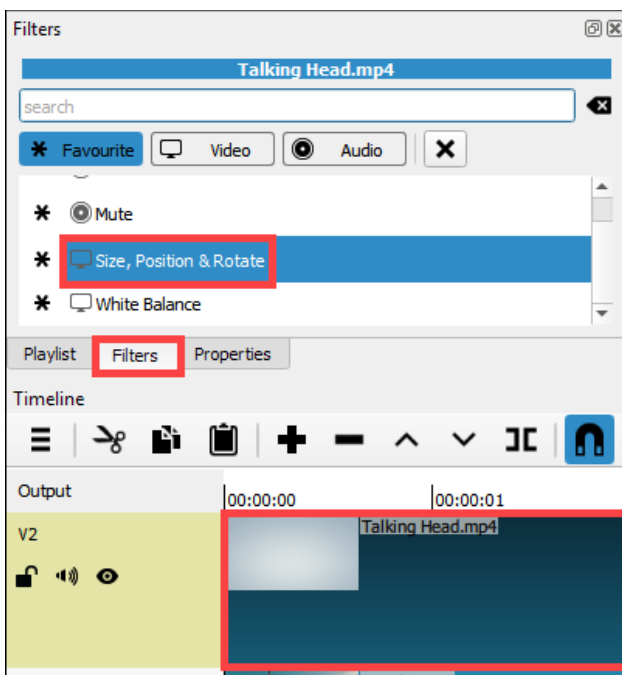 Filters
Talking Head.mp4
search
Favourite Video Audio
Mute
Size, Position & Rotate
White Balance
Playlist Filters Properties
Timeline
Output 00:00:00 00:00:01
V2 Talking Head.mp4